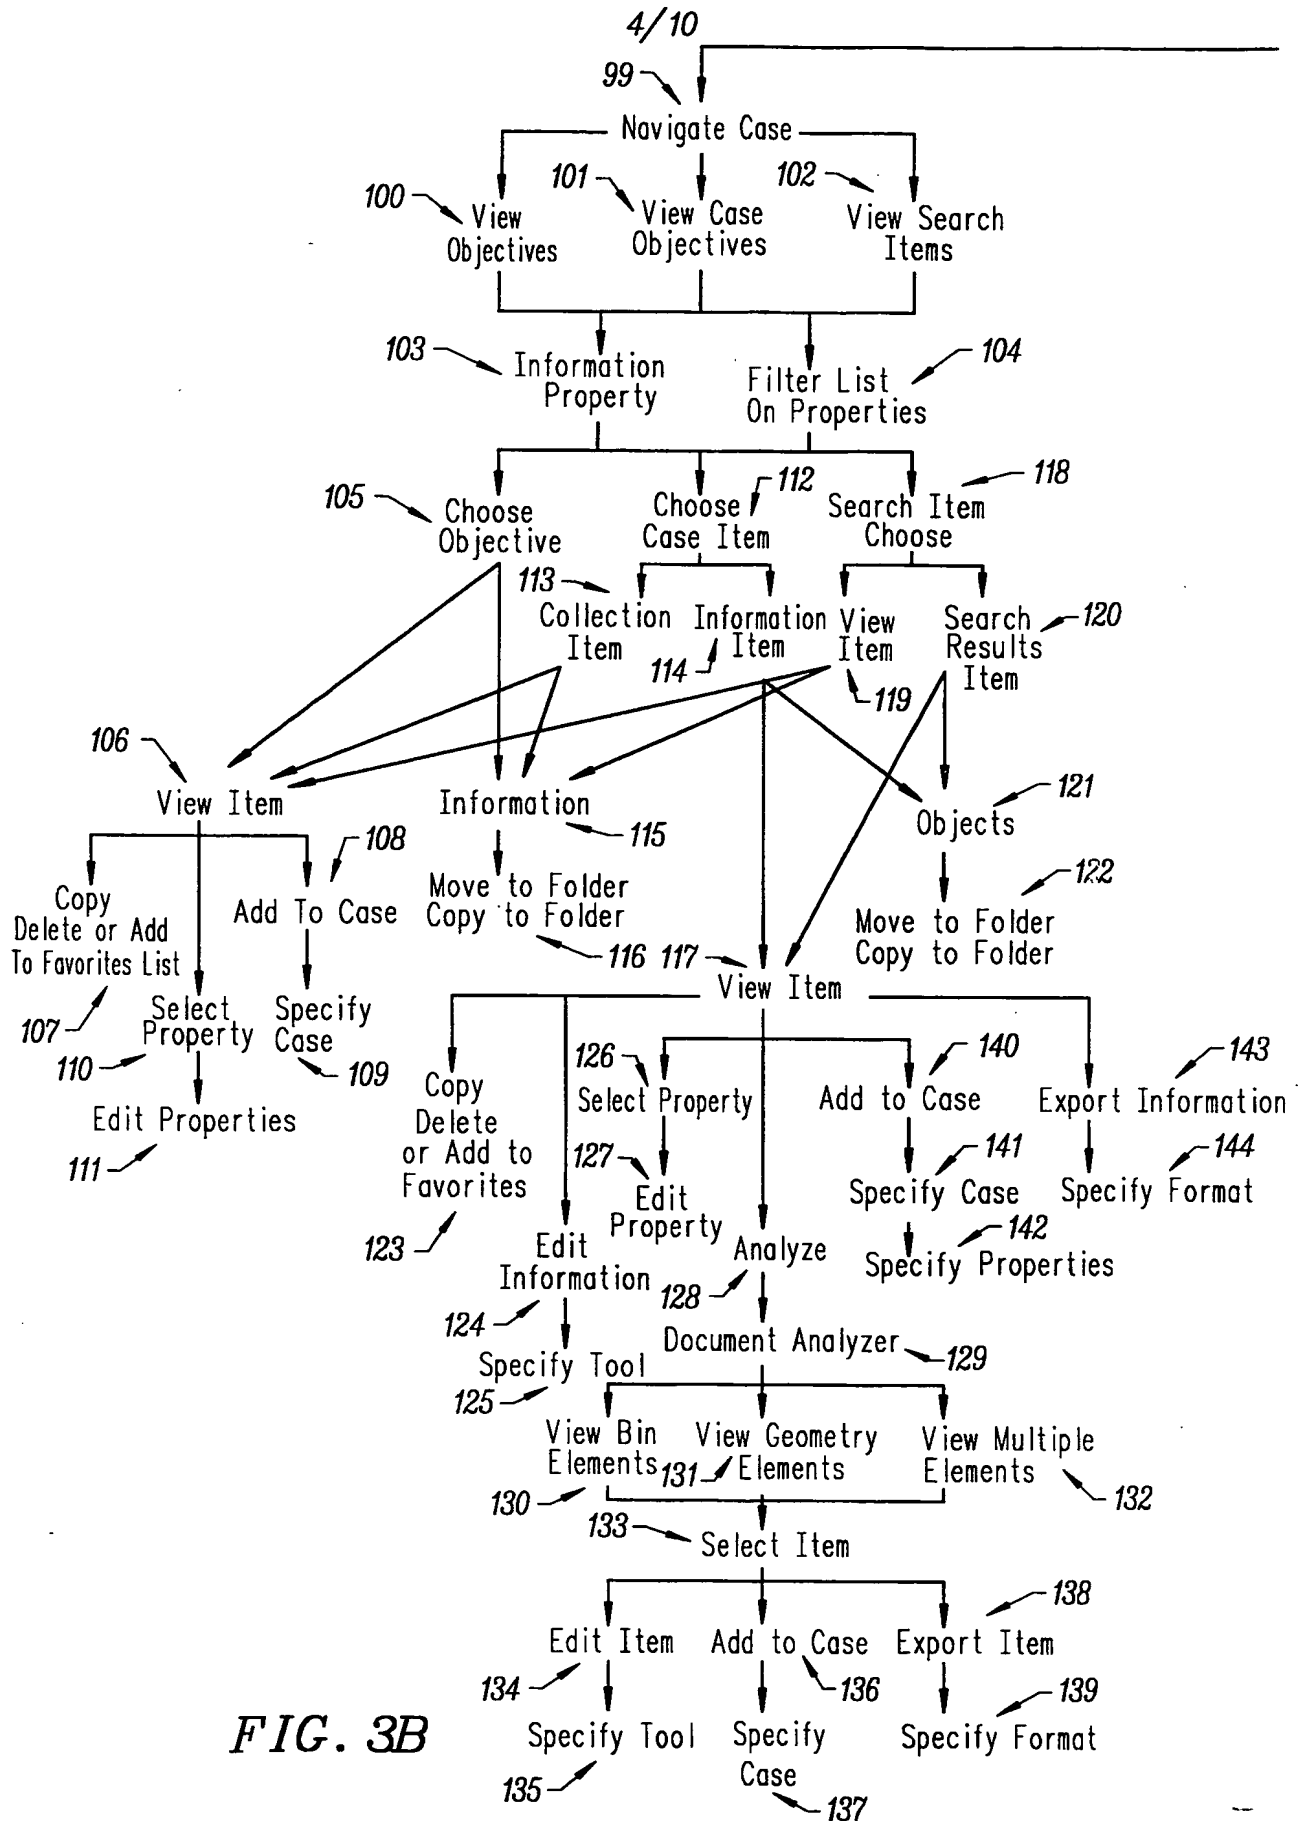 4/10
99
Navigate Case
100
101
102
View
Objectives
View Case
Objectives
View Search
Items
103
Information
Property
104
Filter List
On Properties
105
Choose
Objective
112
Choose
Case Item
118
Search Item
Choose
113
Collection
Item
Information
Item
114
View
Item
119
Search
Results
Item
120
106
View Item
Information
115
121
Objects
108
Copy
Delete or Add
To Favorites List
107
Add To Case
Move to Folder
Copy to Folder
116
117
122
Move to Folder
Copy to Folder
View Item
Select
Property
110
Specify
Case
109
Edit Properties
111
Copy
Delete
or Add to
Favorites
123
126
Select Property
127
Edit
Property
140
Add to Case
141
Specify Case
142
Specify Properties
143
Export Information
144
Specify Format
Edit
Information
124
Specify Tool
125
Analyze
128
Document Analyzer
129
View Bin
Elements
130
View Geometry
Elements
131
View Multiple
Elements
132
133
Select Item
138
Edit Item
134
Add to Case
136
Export Item
139
Specify Tool
135
Specify
Case
137
Specify Format
FIG. 3B